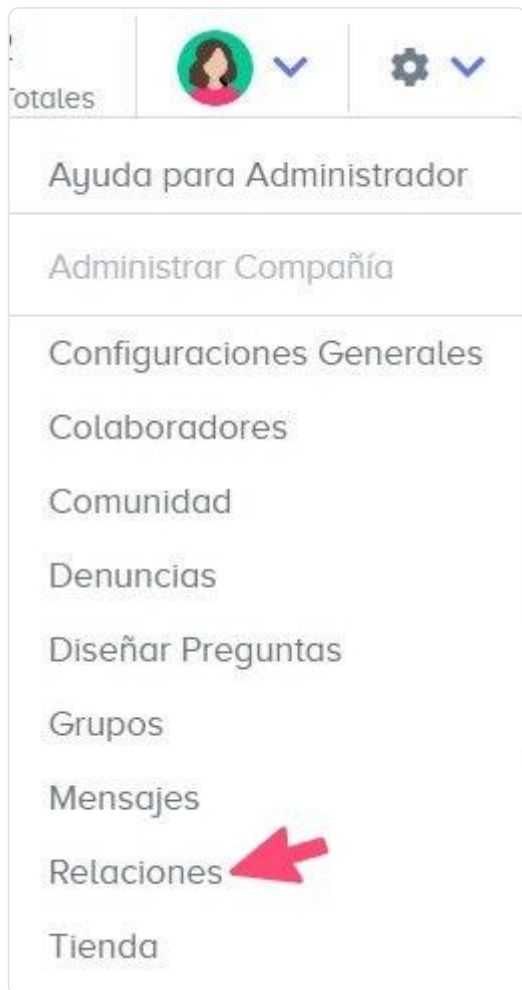 Totales
Ayuda para Administrador
Administrar Compañía
Configuraciones Generales
Colaboradores
Comunidad
Denuncias
Diseñar Preguntas
Grupos
Mensajes
Relaciones
Tienda